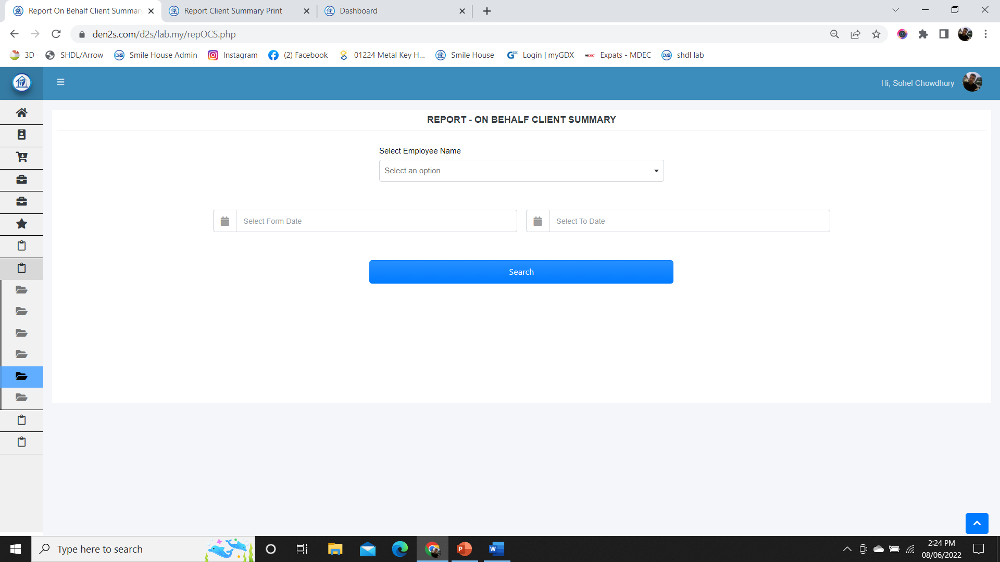 Report On Behalf Client Summar
Report Client Summary Print
Dashboard
den2s.com/d2s/lab.my/repOCS.php
3D
SHDL/Arrow
Smile House Admin
Instagram
(2) Facebook
01224 Metal Key H...
Smile House
Login | myGDX
Expats - MDEC
shdl lab
Hi, Sohel Chowdhury
REPORT - ON BEHALF CLIENT SUMMARY
Select Employee Name
Select an option
Select Form Date
Select To Date
Search
Type here to search
2:24 PM
08/06/2022